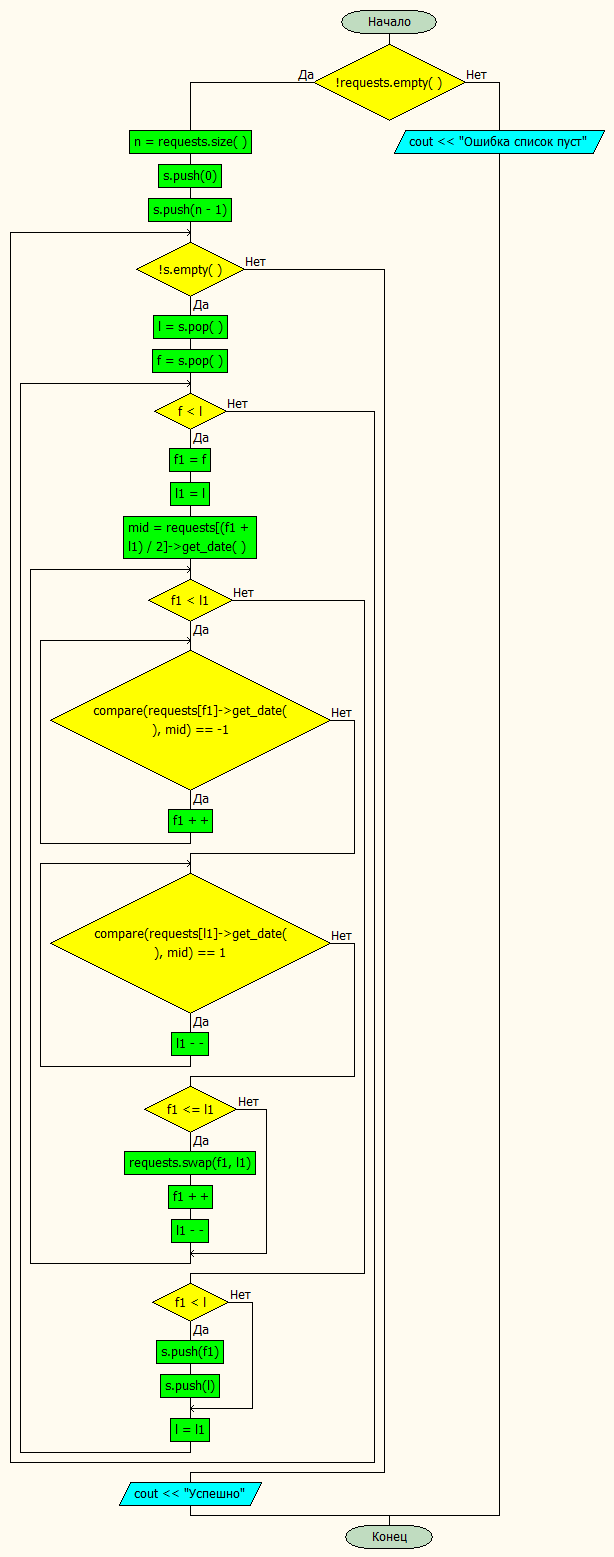 Начало
!requests.empty( )
Да
Нет
n = requests.size( )
cout << "Ошибка список пуст"
s.push(0)
s.push(n - 1)
!s.empty( )
Нет
Да
l = s.pop( )
f = s.pop( )
f < l
Нет
Да
f1 = f
l1 = l
mid = requests[(f1 +
l1) / 2]->get_date( )
f1 < l1
Нет
Да
compare(requests[f1]->get_date(
), mid) == -1
Нет
Да
f1 + +
compare(requests[l1]->get_date(
), mid) == 1
Нет
Да
l1 - -
f1 <= l1
Нет
Да
requests.swap(f1, l1)
f1 + +
l1 - -
f1 < l
Нет
Да
s.push(f1)
s.push(l)
l = l1
cout << "Успешно"
Конец